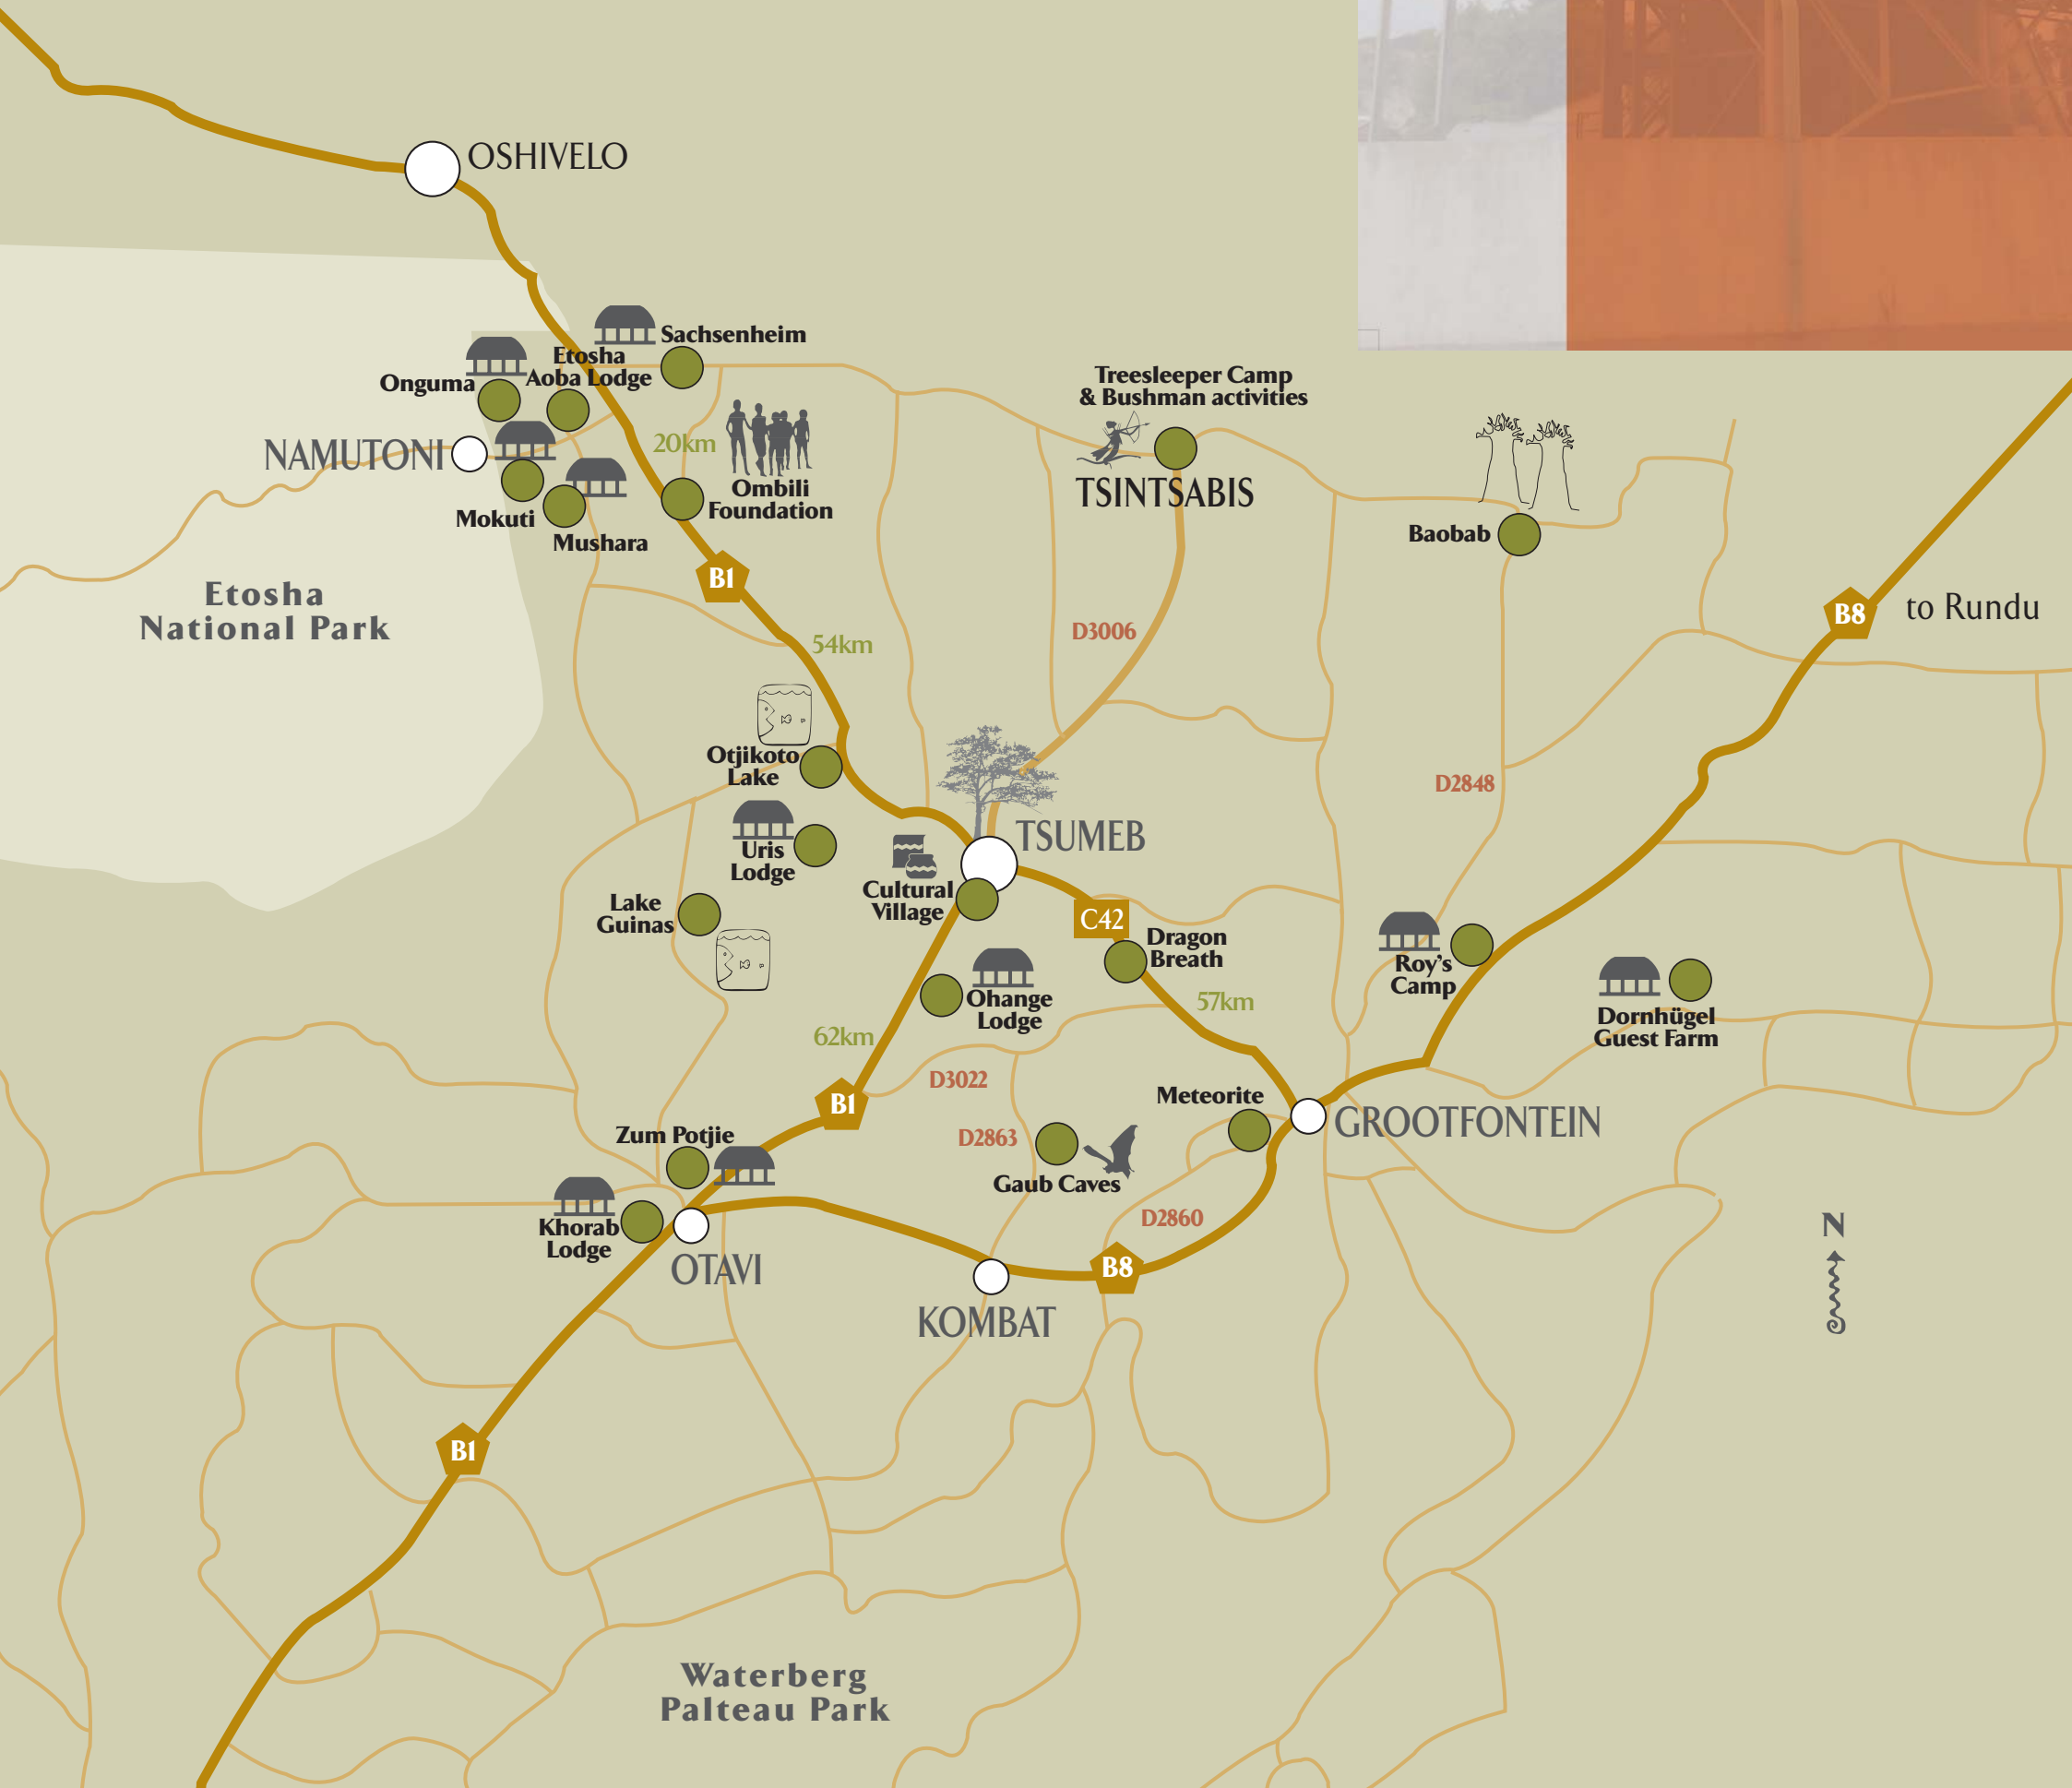 OSHIVELO
Sachsenheim
Etosha
Aoba Lodge
Onguma
Treesleeper Camp
& Bushman activities
20km
NAMUTONI
Ombili
Foundation
TSINTSABIS
Mokuti
Mushara
Baobab
B1
Etosha
National Park
B8
to Rundu
D3006
54km
Otjikoto
Lake
D2848
TSUMEB
Uris
Lodge
Cultural
Village
Lake
Guinas
C42
Dragon
Breath
Roy's
Camp
Ohange
Lodge
57km
Dornhügel
Guest Farm
62km
D3022
B1
Meteorite
GROOTFONTEIN
Zum Potjie
D2863
Gaub Caves
Khorab
Lodge
D2860
N
OTAVI
B8
KOMBAT
B1
Waterberg
Palteau Park